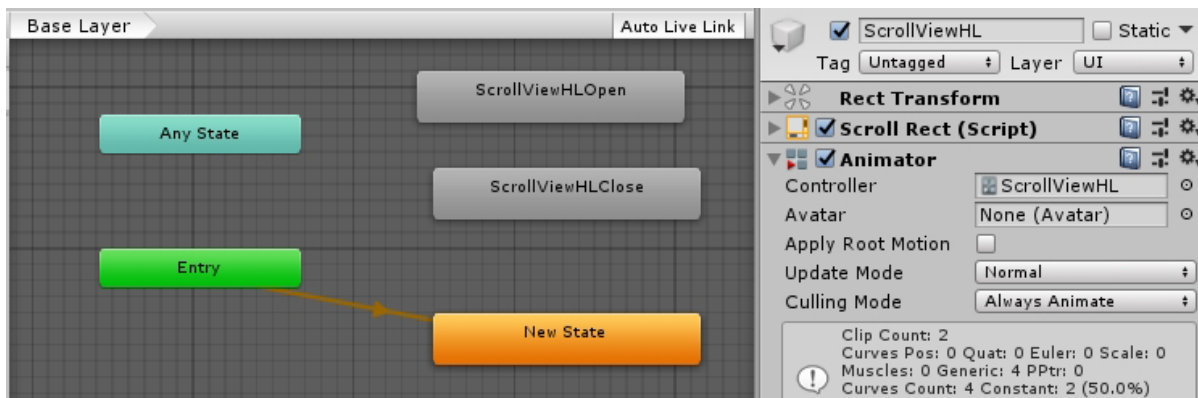 Base Layer
Auto Live Link
ScrollViewHLOpen
Any State
ScrollViewHLClose
Entry
New State
ScrollViewHL Static
Tag Untagged Layer UI
Rect Transform
Scroll Rect (Script)
Animator
Controller ScrollViewHL
Avatar None (Avatar)
Apply Root Motion
Update Mode Normal
Culling Mode Always Animate
Clip Count: 2
Curves Pos: 0 Quat: 0 Euler: 0 Scale: 0
Muscles: 0 Generic: 4 PPtr: 0
Curves Count: 4 Constant: 2 (50.0%)